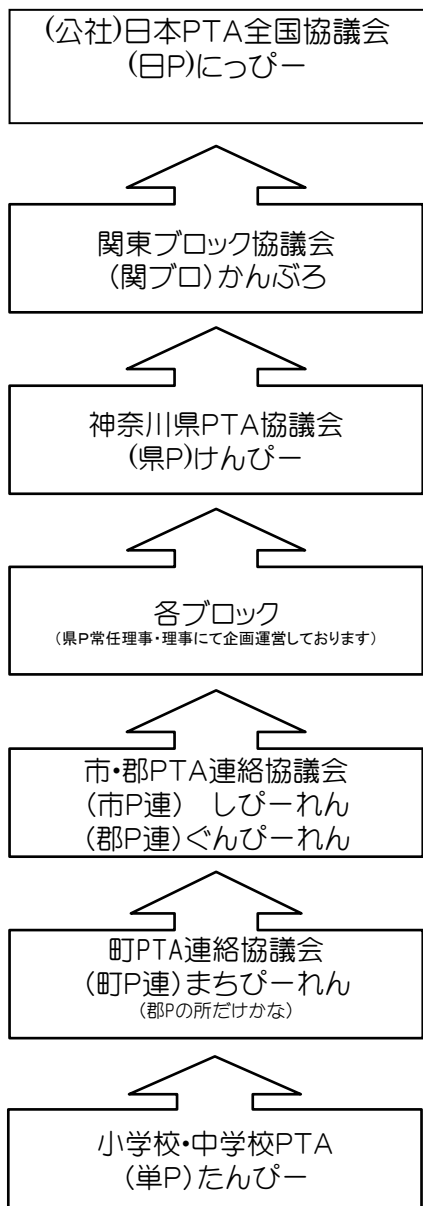 (公社)日本PTA全国協議会
(日P)にっぴー
関東ブロック協議会
(関ブロ)かんぶろ
神奈川県PTA協議会
(県P)けんぴー
各ブロック
(県P常任理事・理事にて企画運営しております)
市・郡PTA連絡協議会
(市P連) しぴーれん
(郡P連)ぐんぴーれん
町PTA連絡協議会
(町P連)まちぴーれん
(郡Pの所だけかな)
小学校・中学校PTA
(単P)たんぴー